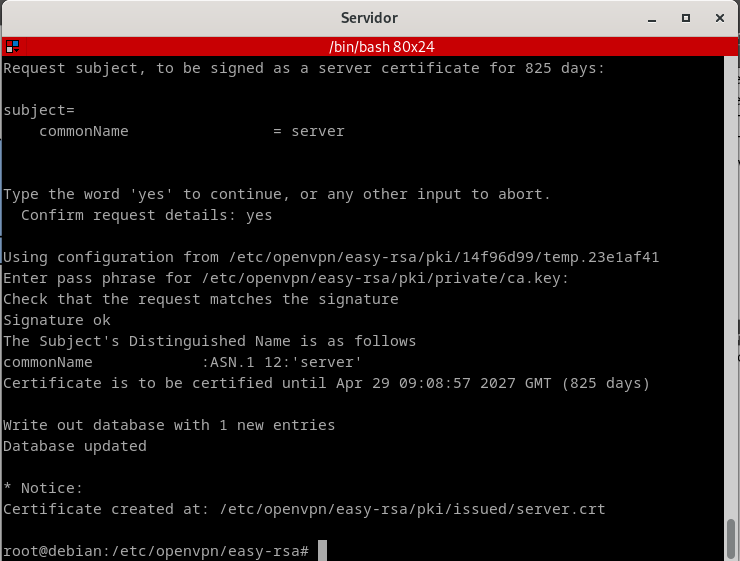 Servidor
/bin/bash 80x24
Request subject, to be signed as a server certificate for 825 days:
subject=
    commonName                = server
Type the word 'yes' to continue, or any other input to abort.
  Confirm request details: yes
Using configuration from /etc/openvpn/easy-rsa/pki/14f96d99/temp.23e1af41
Enter pass phrase for /etc/openvpn/easy-rsa/pki/private/ca.key:
Check that the request matches the signature
Signature ok
The Subject's Distinguished Name is as follows
commonName            :ASN.1 12:'server'
Certificate is to be certified until Apr 29 09:08:57 2027 GMT (825 days)
Write out database with 1 new entries
Database updated
* Notice:
Certificate created at: /etc/openvpn/easy-rsa/pki/issued/server.crt
root@debian:/etc/openvpn/easy-rsa#